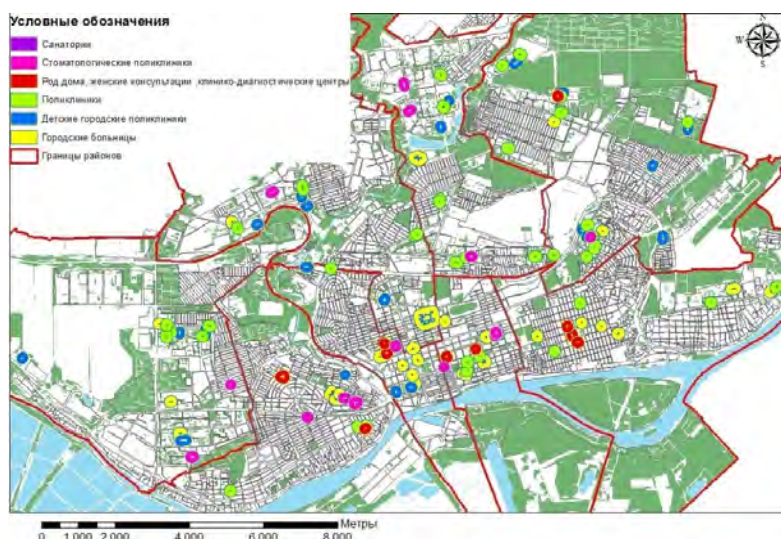 Условные обозначения
Санатории
Стоматологические поликлиники
Род.дома, женские консультации ,клинико-диагностические центры
Поликлиники
Детские городские поликлиники
Городские больницы
Границы районов
W
E
S
0 1 000 2 000 4 000 6 000 8 000 Метры